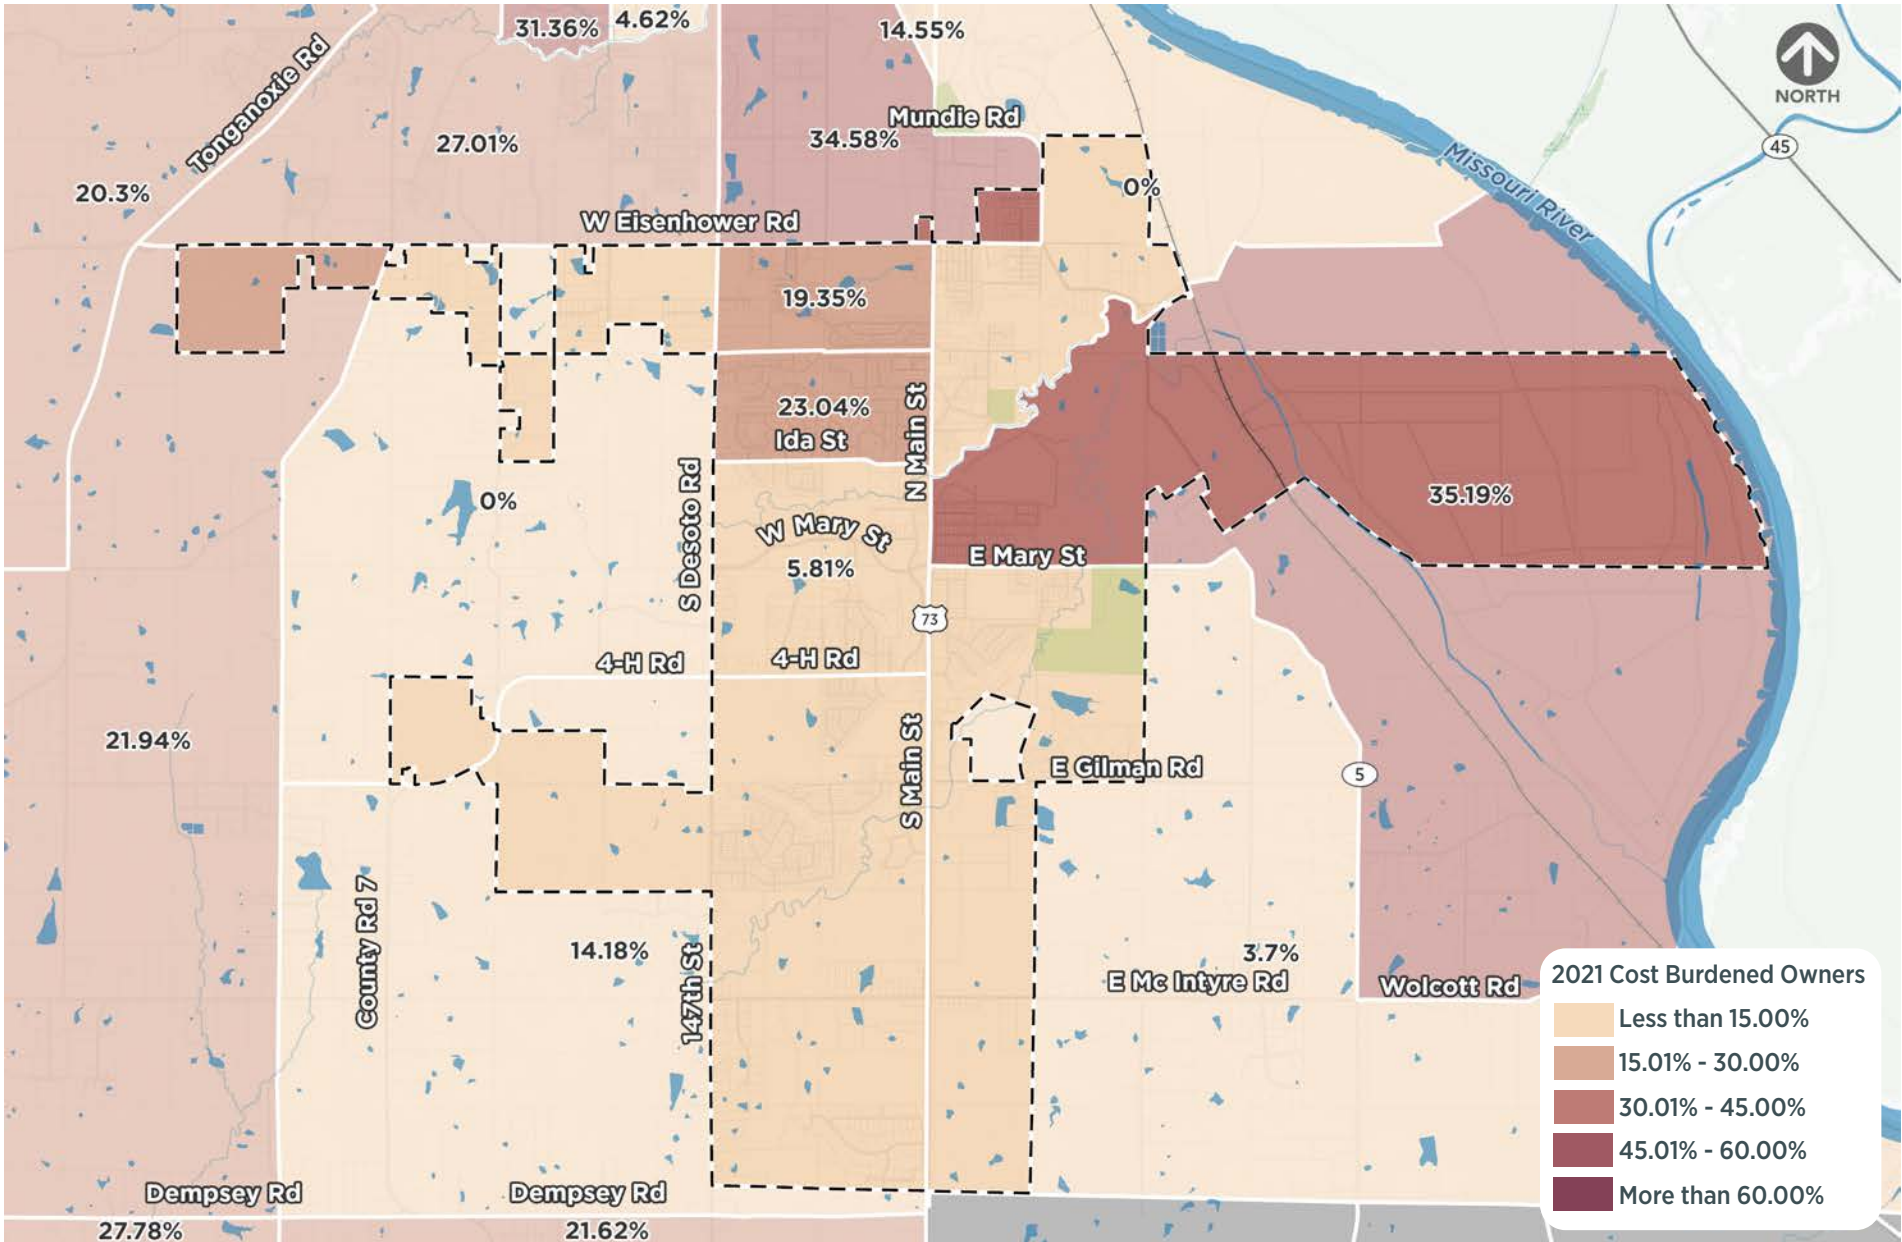 31.36%
4.62%
14.55%
NORTH
Tonganoxie Rd
Mundie Rd
27.01%
34.58%
45
Missouri River
20.3%
0%
W Eisenhower Rd
19.35%
23.04%
Ida St
N Main St
35.19%
0%
S Desoto Rd
W Mary St
5.81%
E Mary St
73
4-H Rd
4-H Rd
21.94%
S Main St
E Gilman Rd
5
County Rd 7
14.18%
147th St
3.7%
E Mc Intyre Rd
Wolcott Rd
2021 Cost Burdened Owners
Less than 15.00%
15.01% - 30.00%
30.01% - 45.00%
45.01% - 60.00%
More than 60.00%
Dempsey Rd
Dempsey Rd
27.78%
21.62%